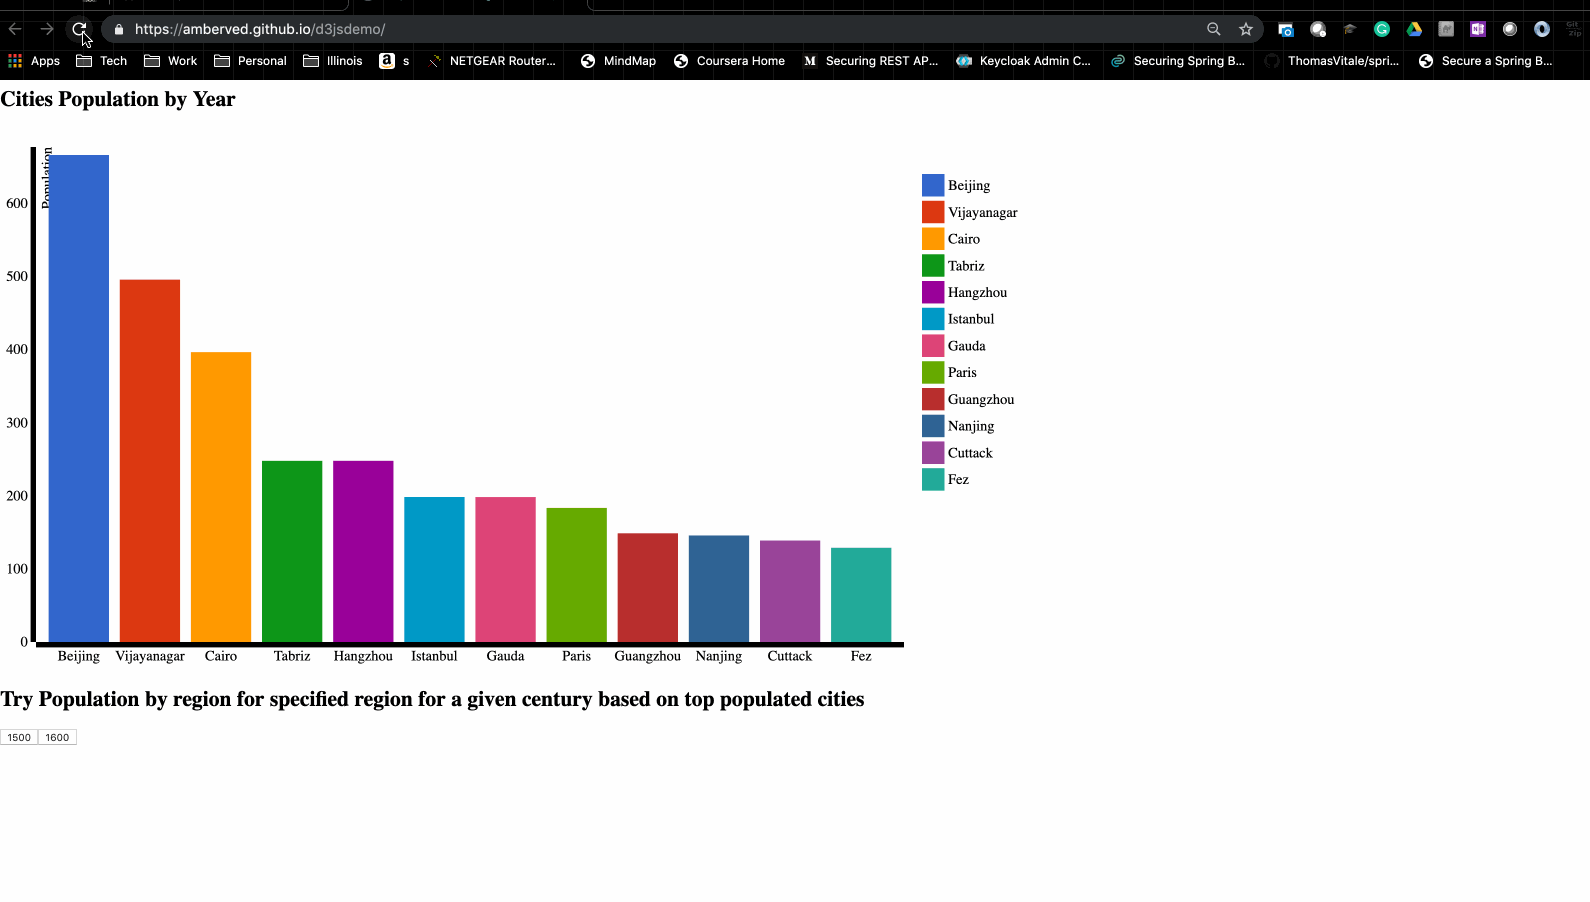 https://amberved.github.io/d3jsdemo/
Apps Tech Work Personal Illinois a s NETGEAR Router... MindMap Coursera Home M Securing REST AP... Keycloak Admin C... Securing Spring B... ThomasVitale/spri... Secure a Spring B...
Cities Population by Year
Population
600
500
400
300
200
100
0
Beijing Vijayanagar Cairo Tabriz Hangzhou Istanbul Gauda Paris Guangzhou Nanjing Cuttack Fez
Beijing
Vijayanagar
Cairo
Tabriz
Hangzhou
Istanbul
Gauda
Paris
Guangzhou
Nanjing
Cuttack
Fez
Try Population by region for specified region for a given century based on top populated cities
1500 1600